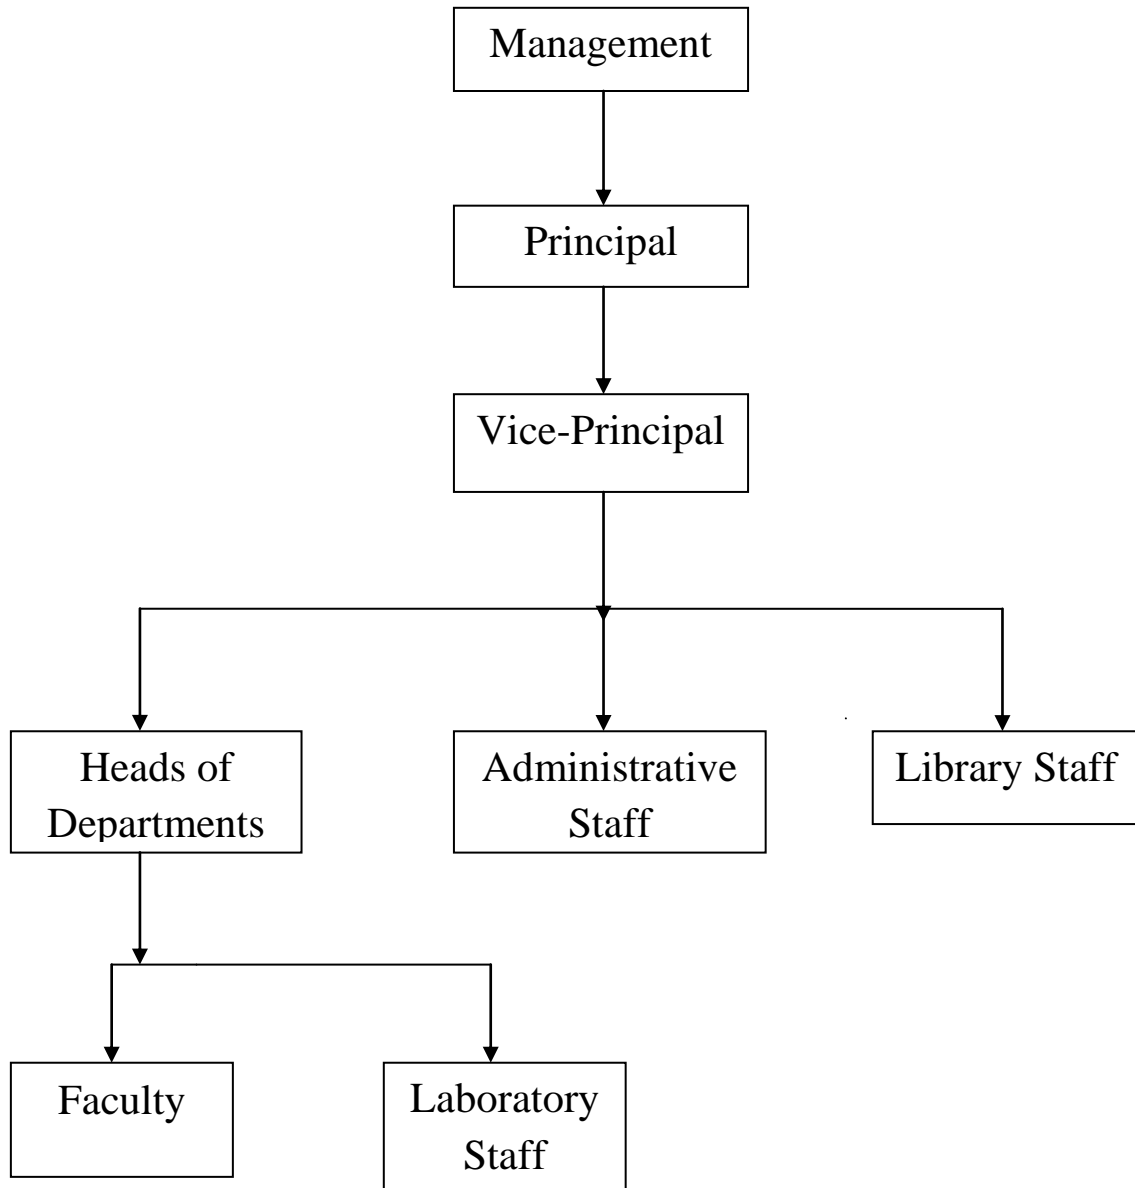 Management
Principal
Vice-Principal
Heads of
Departments
Administrative
Staff
Library Staff
Faculty
Laboratory
Staff